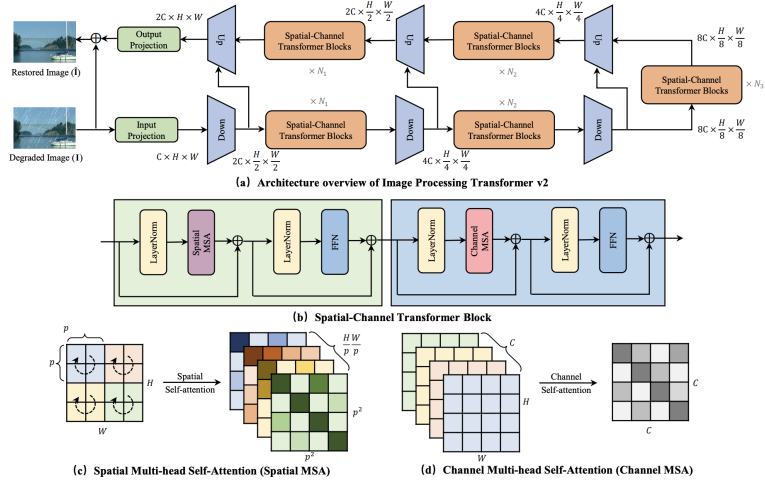 2C × H × W
Output
Projection
Up
2C × H/2 × W/2
Spatial-Channel
Transformer Blocks
× N₁
Up
Spatial-Channel
Transformer Blocks
× N₂
4C × H/4 × W/4
Up
8C × H/8 × W/8
Restored Image (Î)
Spatial-Channel
Transformer Blocks
× N₃
Degraded Image (I)
Input
Projection
C × H × W
Down
2C × H/2 × W/2
× N₁
Spatial-Channel
Transformer Blocks
Down
4C × H/4 × W/4
× N₂
Spatial-Channel
Transformer Blocks
Down
8C × H/8 × W/8
(a) Architecture overview of Image Processing Transformer v2
LayerNorm
Spatial
MSA
LayerNorm
FFN
LayerNorm
Channel
MSA
LayerNorm
FFN
(b) Spatial-Channel Transformer Block
p
p
H
W
Spatial
Self-attention
H/p W/p
p²
p²
C
H
W
Channel
Self-attention
C
C
(c) Spatial Multi-head Self-Attention (Spatial MSA)
(d) Channel Multi-head Self-Attention (Channel MSA)